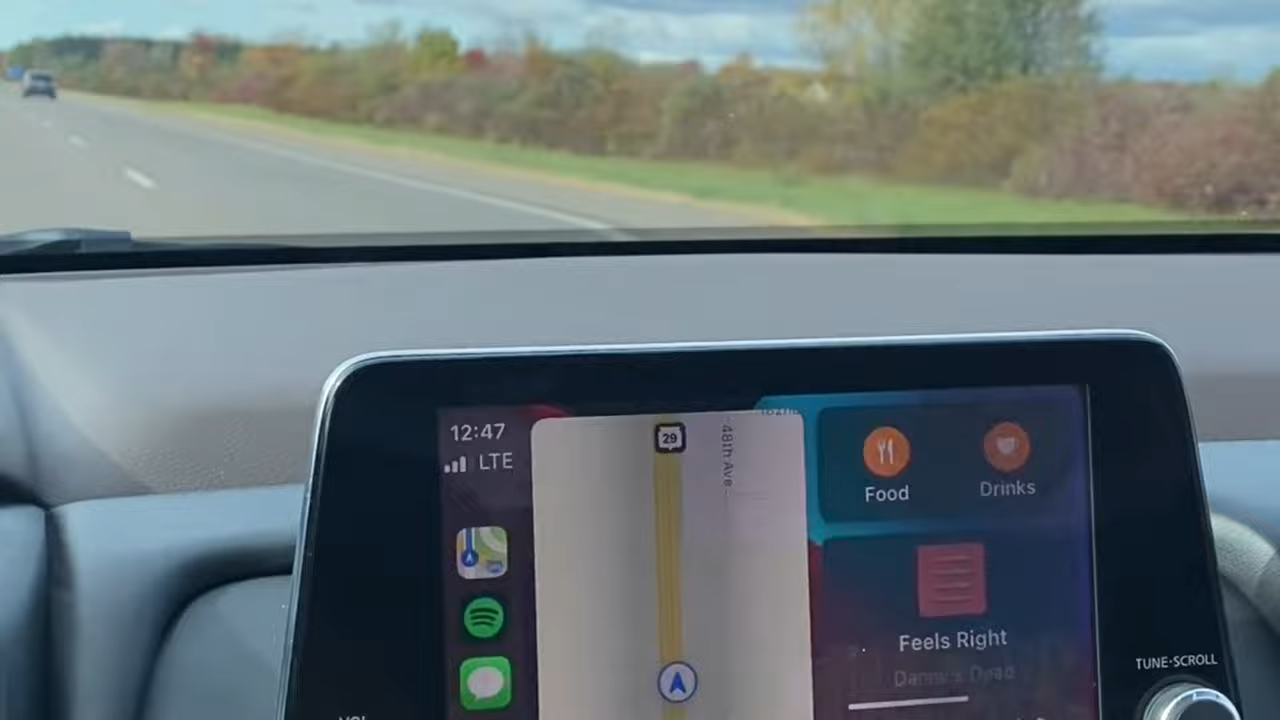 12:47
LTE
29
48th Ave
Food
Drinks
Feels Right
TUNE·SCROLL